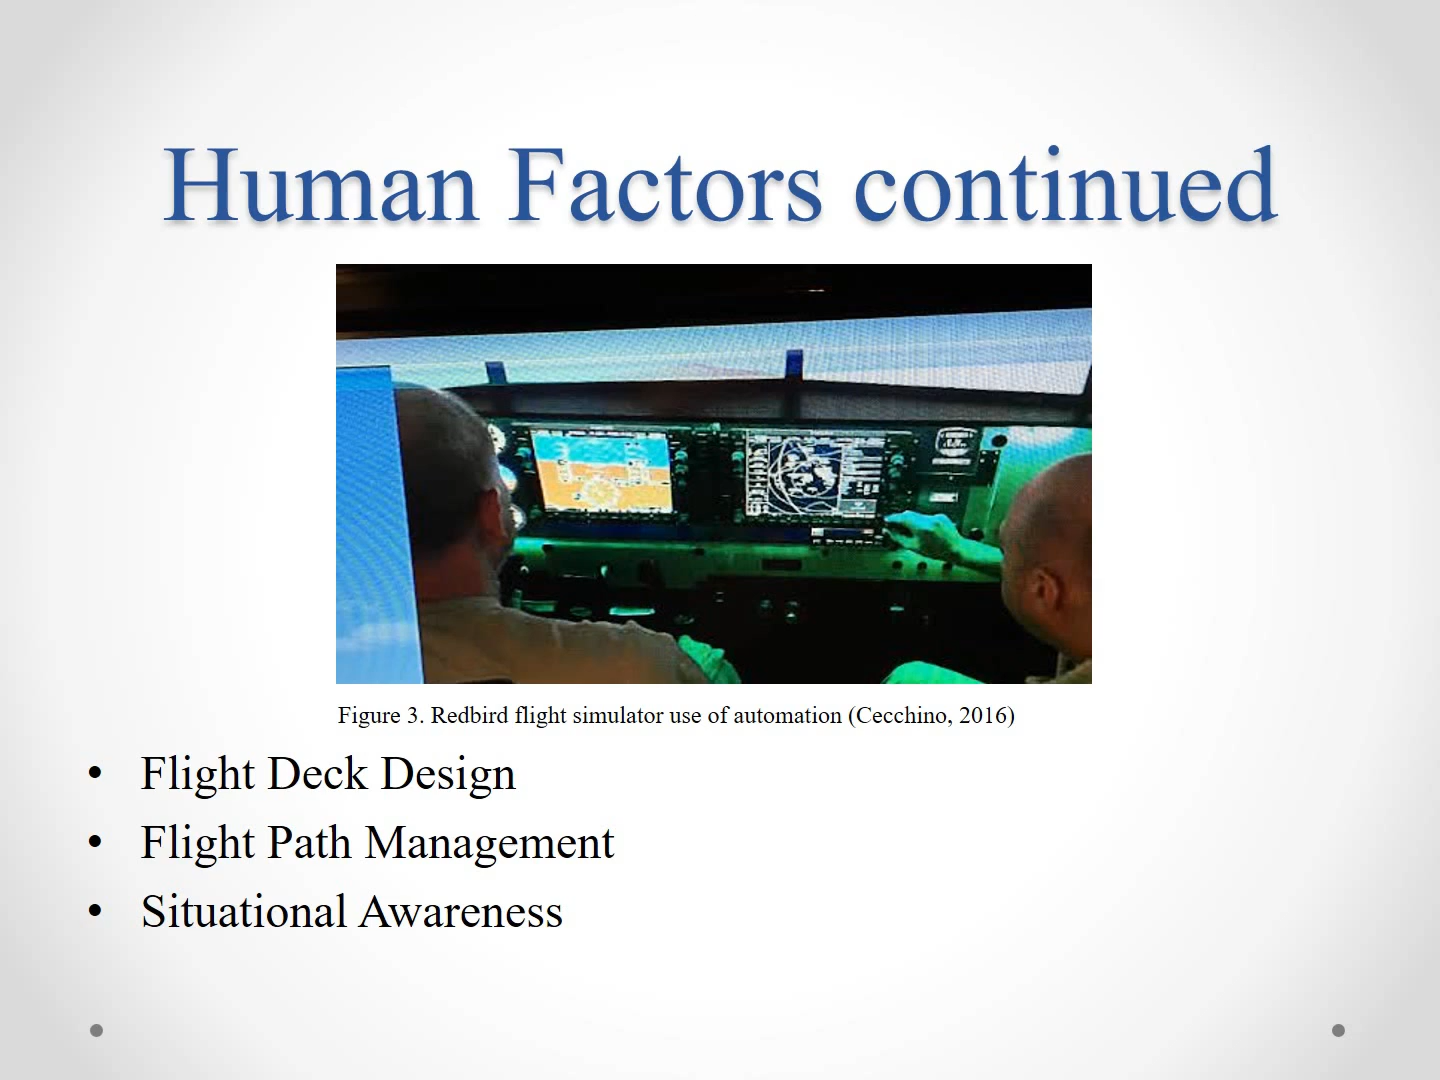 Human Factors continued
Figure 3. Redbird flight simulator use of automation (Cecchino, 2016)
• Flight Deck Design
• Flight Path Management
• Situational Awareness